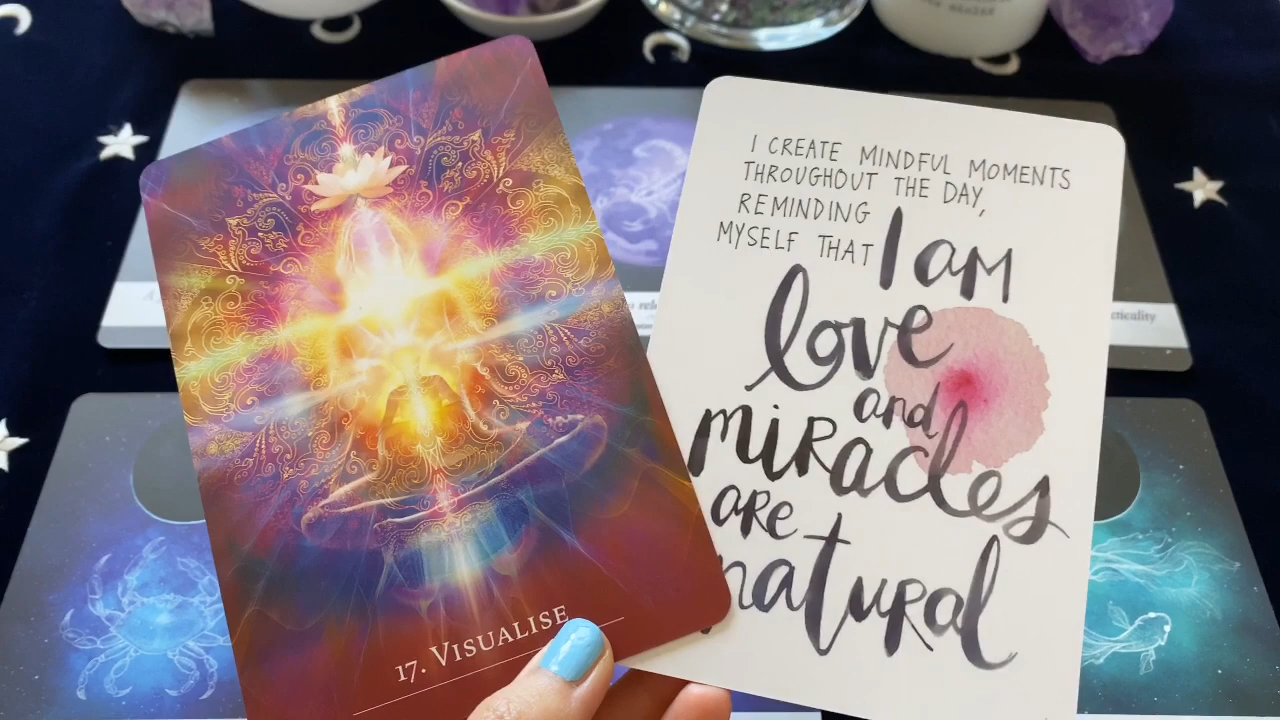 17. VISUALISE
I CREATE MINDFUL MOMENTS
THROUGHOUT THE DAY,
REMINDING
MYSELF THAT I AM
love
and
miracles
are
natural